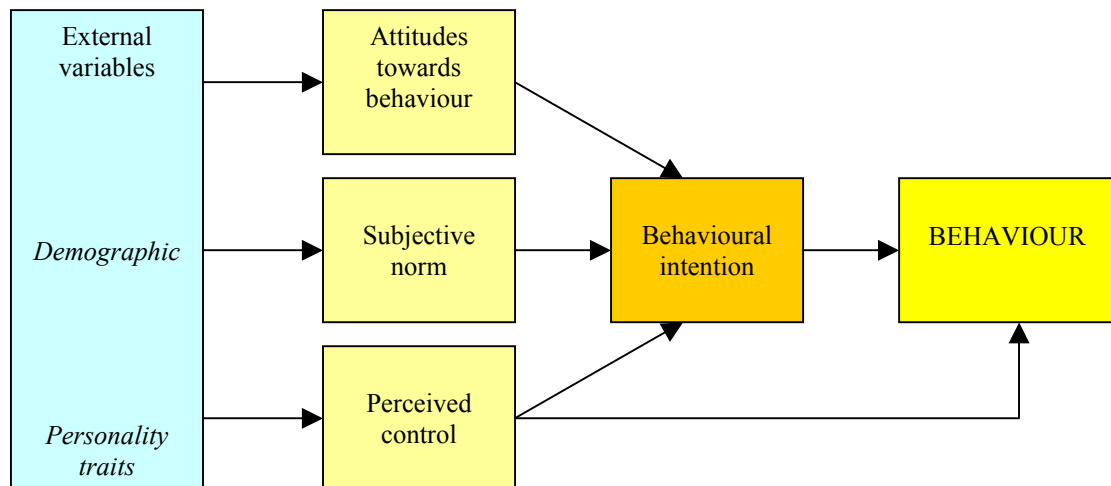 External
variables
Demographic
Personality
traits
Attitudes
towards
behaviour
Subjective
norm
Perceived
control
Behavioural
intention
BEHAVIOUR